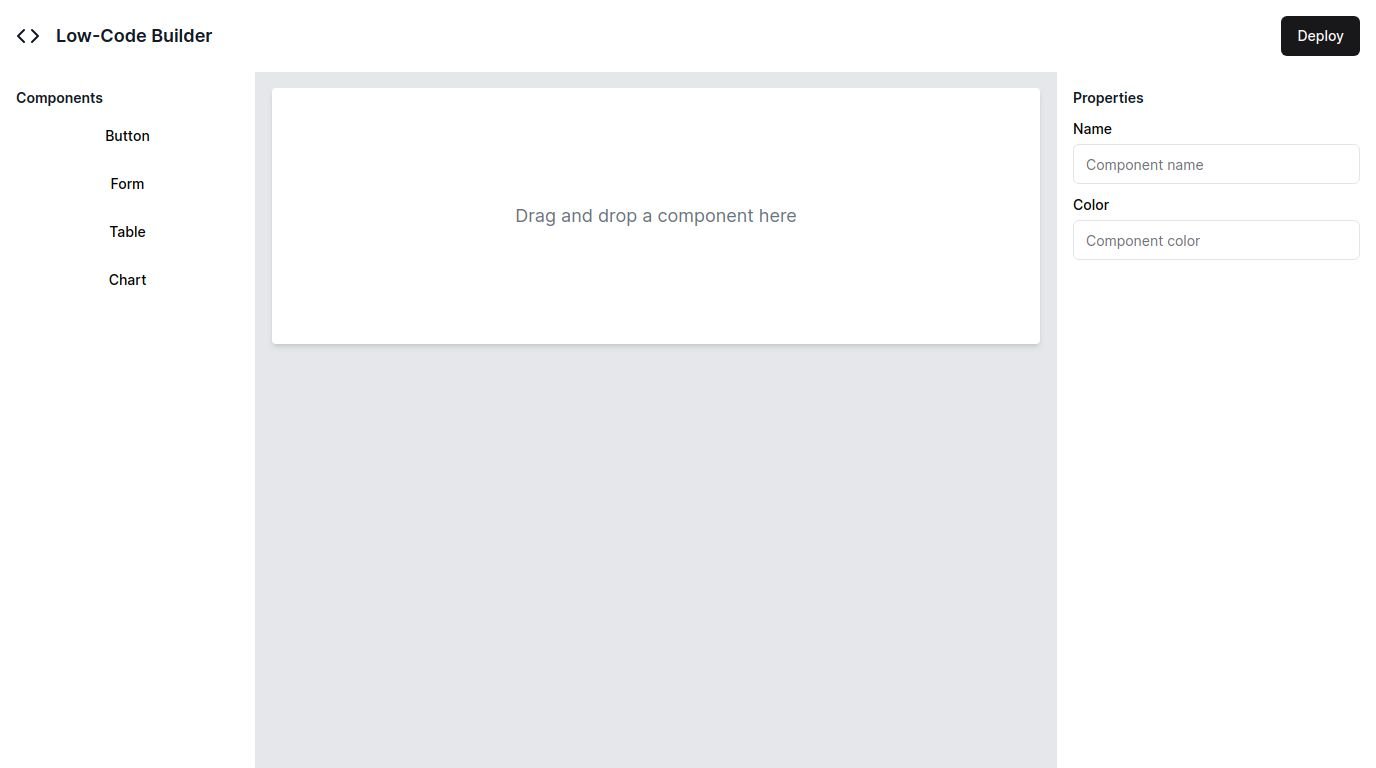 Low-Code Builder
Deploy
Components
Button
Form
Table
Chart
Drag and drop a component here
Properties
Name
Component name
Color
Component color